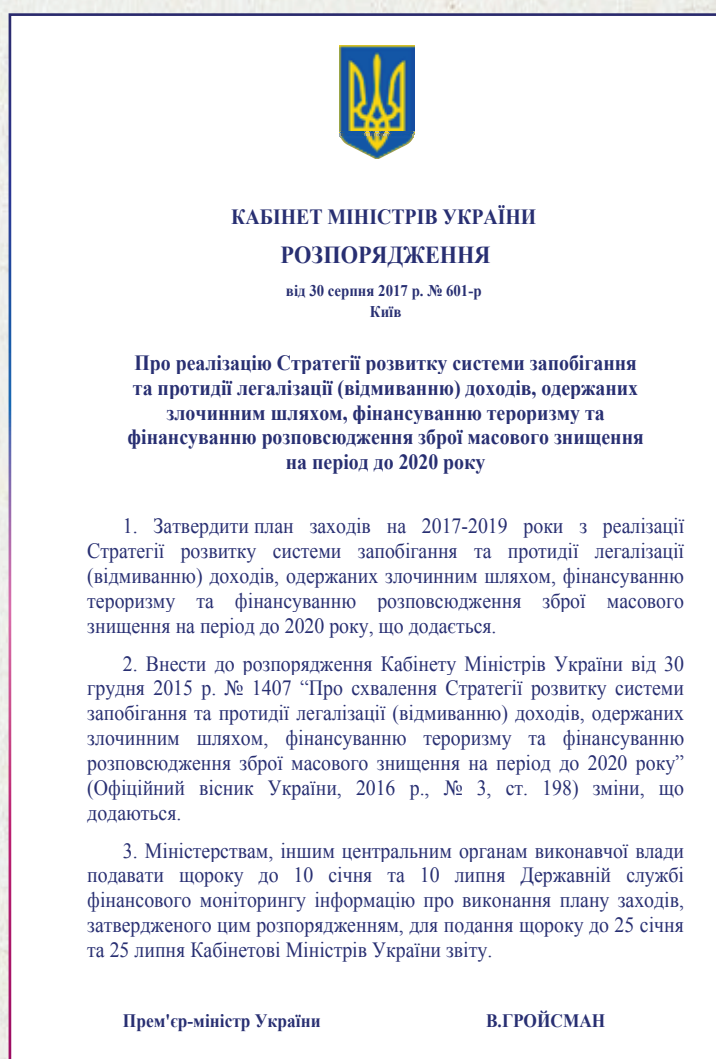 КАБІНЕТ МІНІСТРІВ УКРАЇНИ
РОЗПОРЯДЖЕННЯ
від 30 серпня 2017 р. № 601-р
Київ
Про реалізацію Стратегії розвитку системи запобігання
та протидії легалізації (відмиванню) доходів, одержаних
злочинним шляхом, фінансуванню тероризму та
фінансуванню розповсюдження зброї масового знищення
на період до 2020 року
1. Затвердити план заходів на 2017-2019 роки з реалізації
Стратегії розвитку системи запобігання та протидії легалізації
(відмиванню) доходів, одержаних злочинним шляхом, фінансуванню
тероризму та фінансуванню розповсюдження зброї масового
знищення на період до 2020 року, що додається.
2. Внести до розпорядження Кабінету Міністрів України від 30
грудня 2015 р. № 1407 “Про схвалення Стратегії розвитку системи
запобігання та протидії легалізації (відмиванню) доходів, одержаних
злочинним шляхом, фінансуванню тероризму та фінансуванню
розповсюдження зброї масового знищення на період до 2020 року”
(Офіційний вісник України, 2016 р., № 3, ст. 198) зміни, що
додаються.
3. Міністерствам, іншим центральним органам виконавчої влади
подавати щороку до 10 січня та 10 липня Державній службі
фінансового моніторингу інформацію про виконання плану заходів,
затвердженого цим розпорядженням, для подання щороку до 25 січня
та 25 липня Кабінетові Міністрів України звіту.
Прем'єр-міністр України В.ГРОЙСМАН